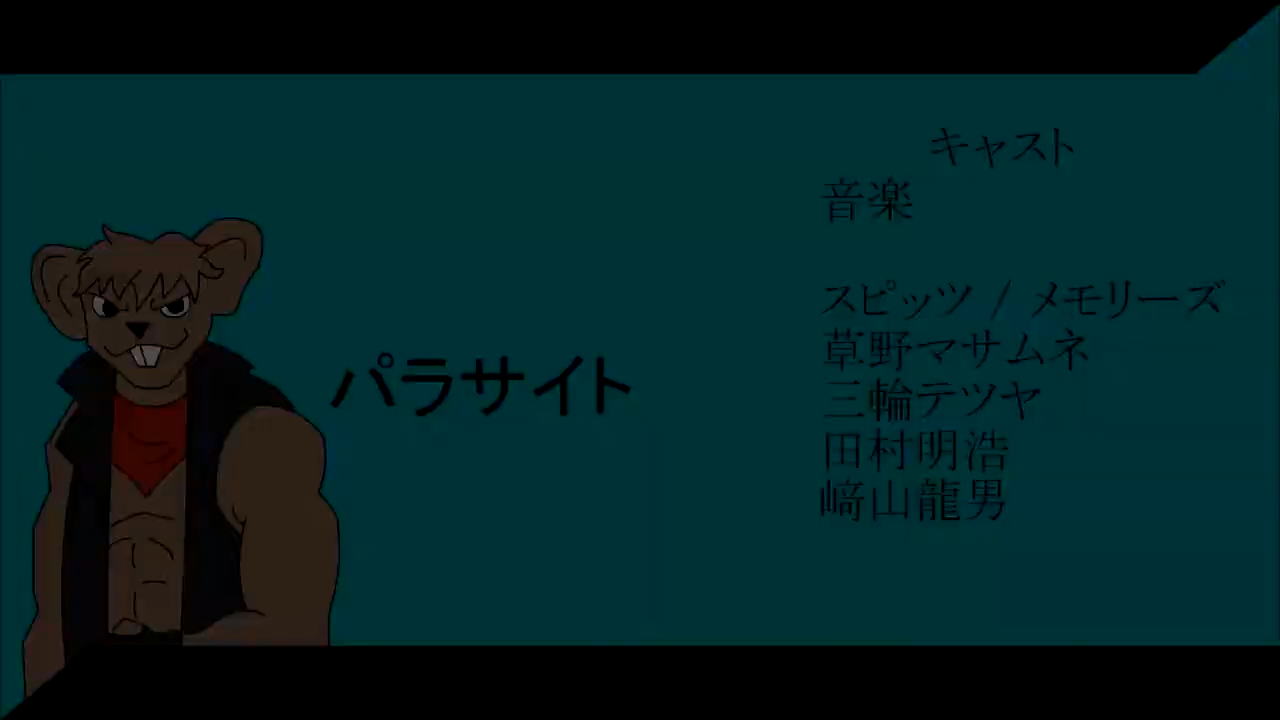 キャスト
音楽
スピッツ / メモリーズ
草野マサムネ
三輪テツヤ
田村明浩
﨑山龍男
パラサイト